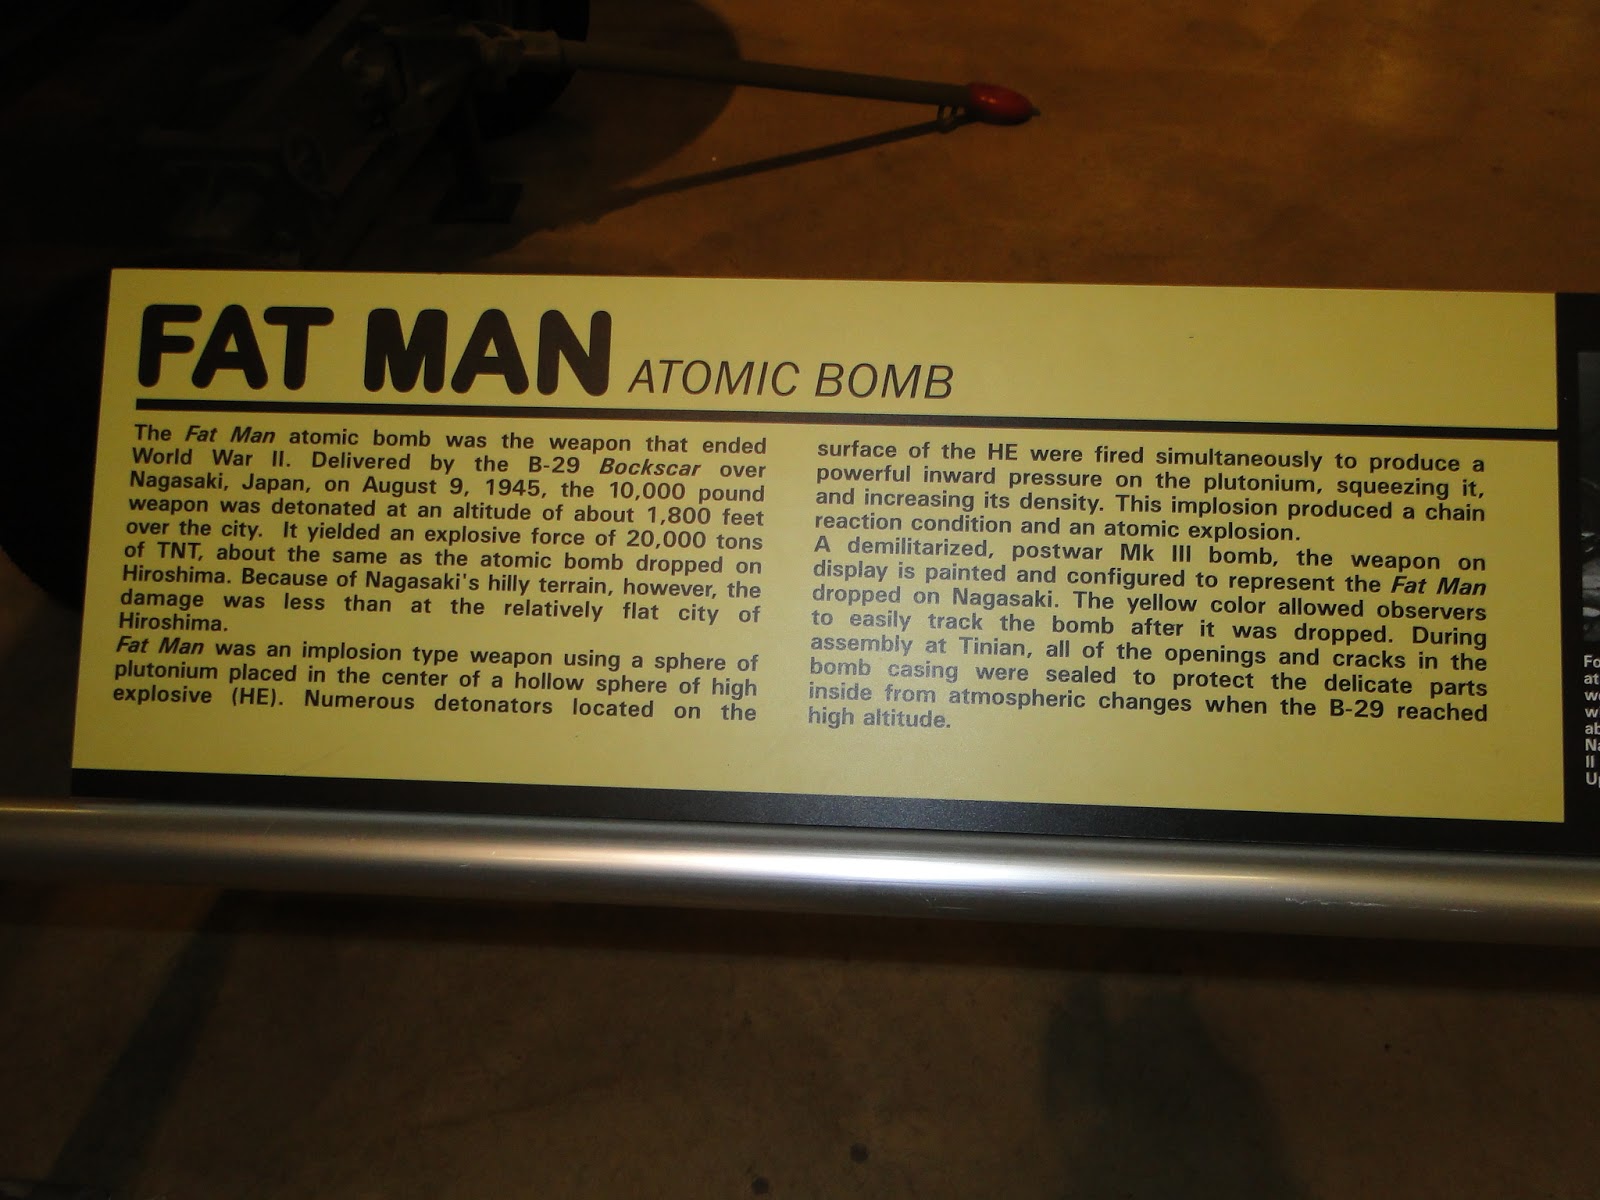 FAT MAN ATOMIC BOMB
The Fat Man atomic bomb was the weapon that ended
World War II. Delivered by the B-29 Bockscar over
Nagasaki, Japan, on August 9, 1945, the 10,000 pound
weapon was detonated at an altitude of about 1,800 feet
over the city. It yielded an explosive force of 20,000 tons
of TNT, about the same as the atomic bomb dropped on
Hiroshima. Because of Nagasaki's hilly terrain, however, the
damage was less than at the relatively flat city of
Hiroshima.
Fat Man was an implosion type weapon using a sphere of
plutonium placed in the center of a hollow sphere of high
explosive (HE). Numerous detonators located on the
surface of the HE were fired simultaneously to produce a
powerful inward pressure on the plutonium, squeezing it,
and increasing its density. This implosion produced a chain
reaction condition and an atomic explosion.
A demilitarized, postwar Mk III bomb, the weapon on
display is painted and configured to represent the Fat Man
dropped on Nagasaki. The yellow color allowed observers
to easily track the bomb after it was dropped. During
assembly at Tinian, all of the openings and cracks in the
bomb casing were sealed to protect the delicate parts
inside from atmospheric changes when the B-29 reached
high altitude.